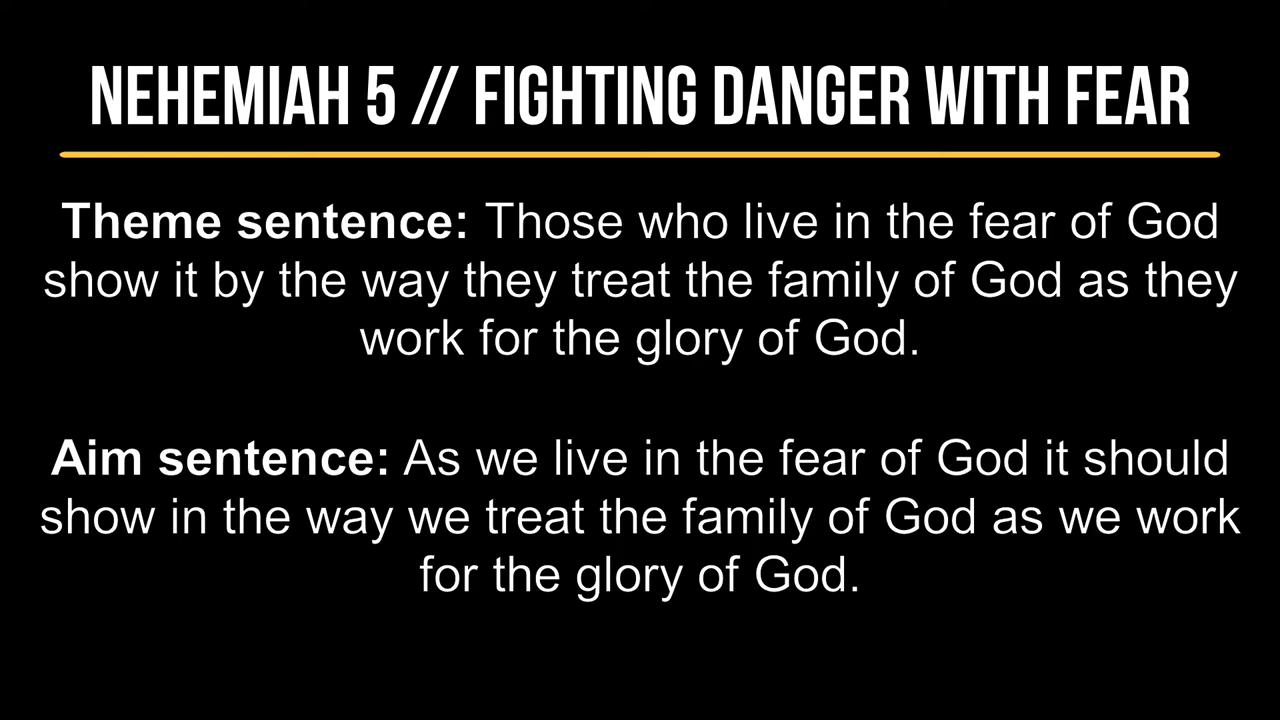 NEHEMIAH 5 // FIGHTING DANGER WITH FEAR
Theme sentence: Those who live in the fear of God
show it by the way they treat the family of God as they
work for the glory of God.
Aim sentence: As we live in the fear of God it should
show in the way we treat the family of God as we work
for the glory of God.